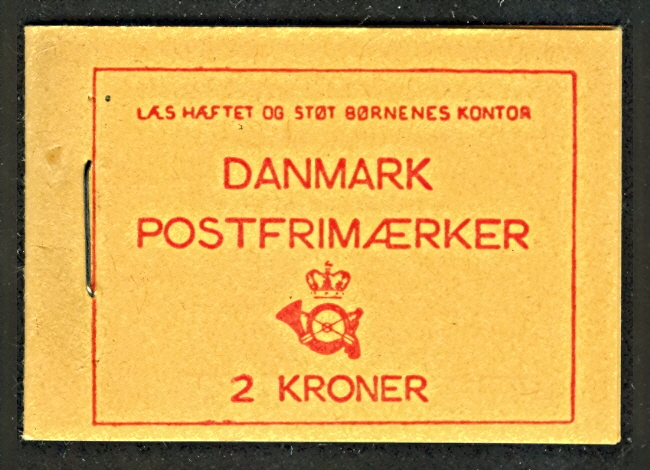 LÆS HÆFTET OG STØT BØRNENES KONTOR
DANMARK
POSTFRIMÆRKER
2 KRONER